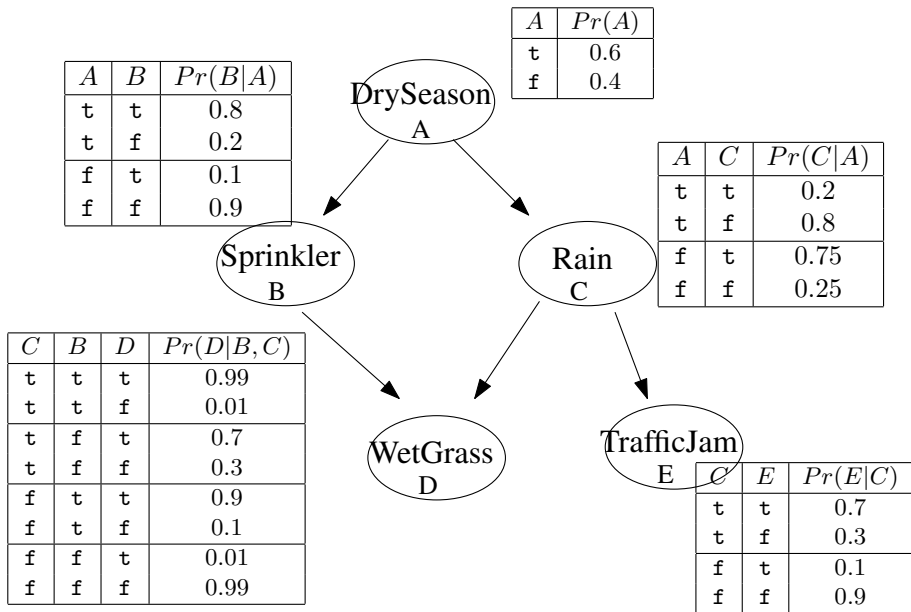 A Pr(A)
t 0.6
f 0.4
A B Pr(B|A)
t t 0.8
t f 0.2
f t 0.1
f f 0.9
DrySeason
A
A C Pr(C|A)
t t 0.2
t f 0.8
f t 0.75
f f 0.25
Sprinkler
B
Rain
C
C B D Pr(D|B, C)
t t t 0.99
t t f 0.01
t f t 0.7
t f f 0.3
f t t 0.9
f t f 0.1
f f t 0.01
f f f 0.99
WetGrass
D
TrafficJam
E
C E Pr(E|C)
t t 0.7
t f 0.3
f t 0.1
f f 0.9